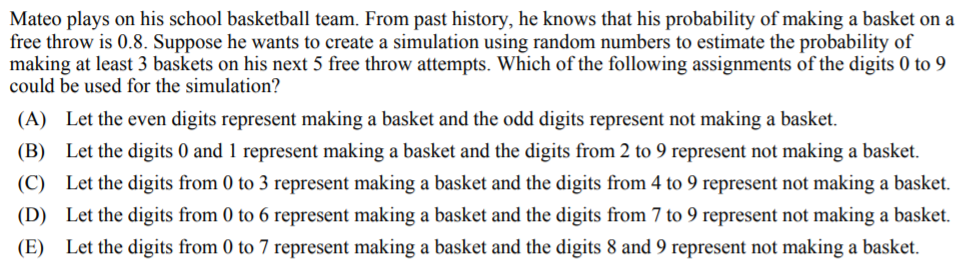 Mateo plays on his school basketball team. From past history, he knows that his probability of making a basket on a
free throw is 0.8. Suppose he wants to create a simulation using random numbers to estimate the probability of
making at least 3 baskets on his next 5 free throw attempts. Which of the following assignments of the digits 0 to 9
could be used for the simulation?
(A) Let the even digits represent making a basket and the odd digits represent not making a basket.
(B) Let the digits 0 and 1 represent making a basket and the digits from 2 to 9 represent not making a basket.
(C) Let the digits from 0 to 3 represent making a basket and the digits from 4 to 9 represent not making a basket.
(D) Let the digits from 0 to 6 represent making a basket and the digits from 7 to 9 represent not making a basket.
(E) Let the digits from 0 to 7 represent making a basket and the digits 8 and 9 represent not making a basket.